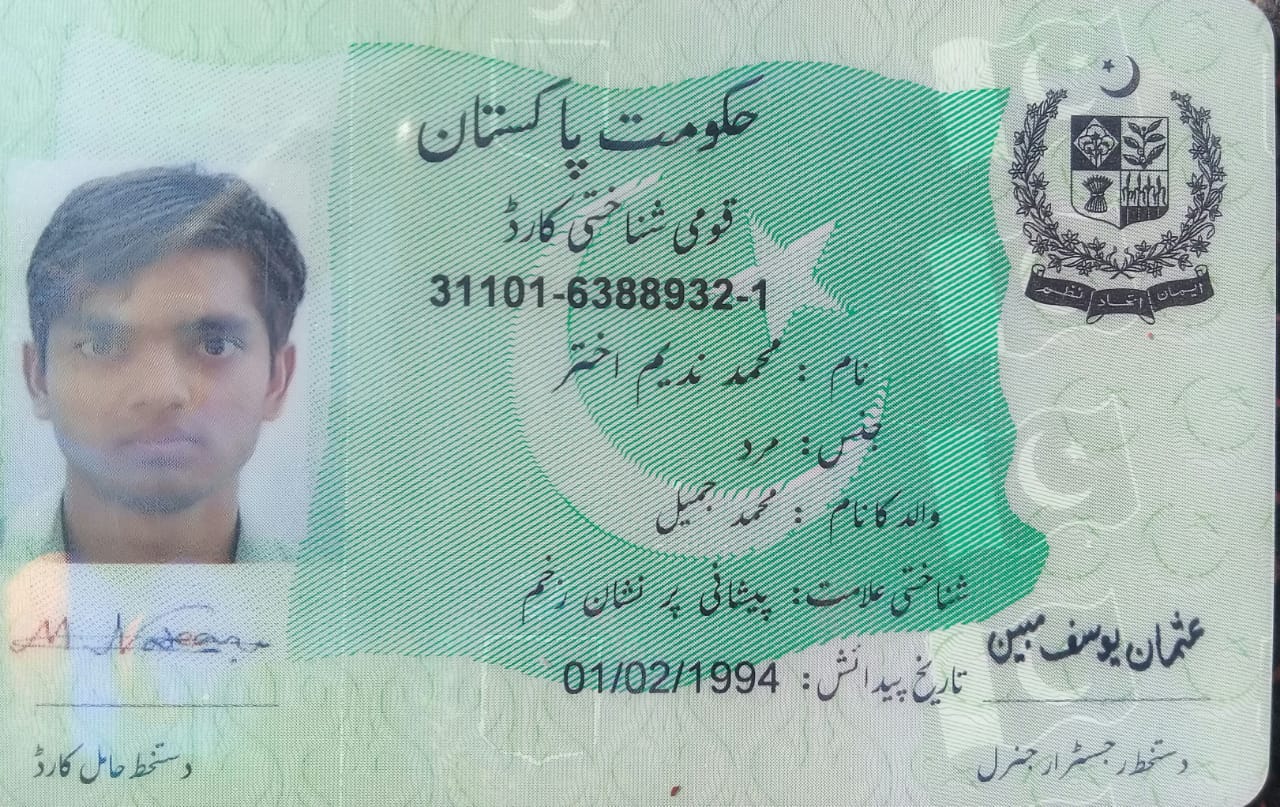 حکومت پاکستان
قومی شناختی کارڈ
31101-6388932-1
نام : محمد ندیم اختر
جنس : مرد
والد کا نام : محمد جمیل
شناختی علامت: پیشانی پر نشان زخم
تاریخ پیدائش: 01/02/1994
ایمان اتحاد نظم
M. Nadeem
دستخط حامل کارڈ
عثمان یوسف مبین
دستخط رجسٹرار جنرل